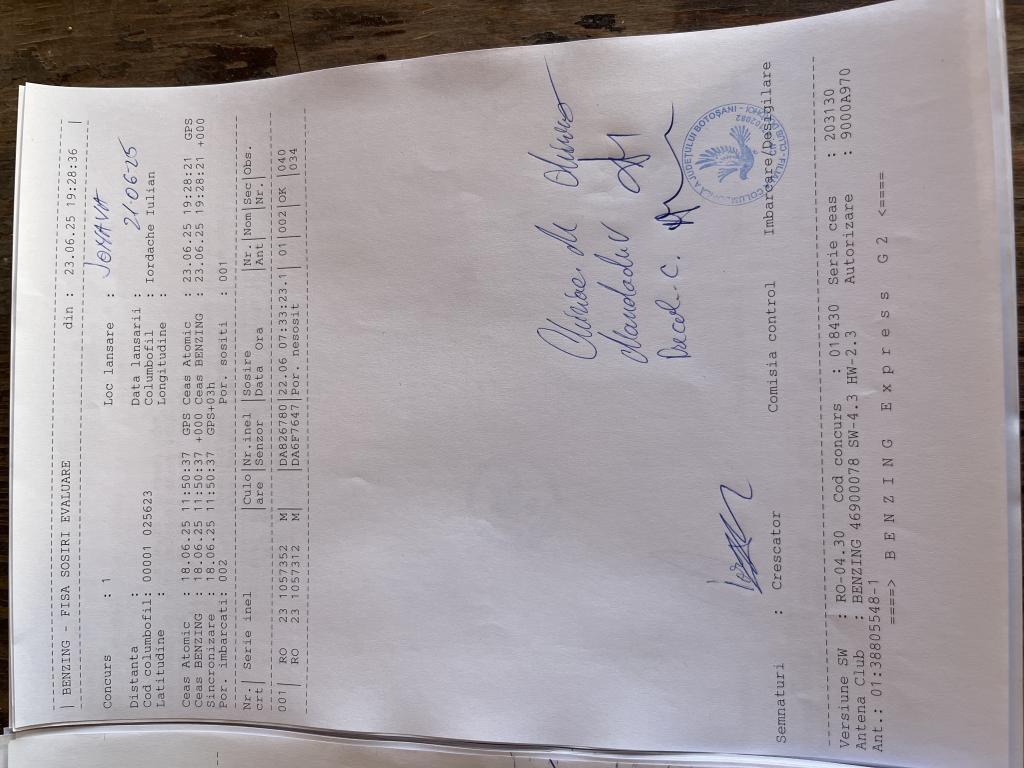 | BENZING - FISA SOSIRI EVALUARE din : 23.06.25 19:28:36 |
Concurs : 1 Loc lansare : JOHAVA
Distanta : Data lansarii : 21-06-25
Cod columbofil: 00001 025623 Columbofil : Iordache Iulian
Latitudine : Longitudine :
Ceas Atomic : 18.06.25 11:50:37 GPS Ceas Atomic : 23.06.25 19:28:21 GPS
Ceas BENZING : 18.06.25 11:50:37 +000 Ceas BENZING : 23.06.25 19:28:21 +000
Sincronizare : 18.06.25 11:50:37 GPS+03h
Por. imbarcati: 002 Por. sositi : 001
Nr.| Serie inel |Culo|Nr.inel |Sosire |Nr. |Nom|Sec|Obs.
crt| |are |Senzor |Data Ora |Ant | |Nr.|
001| RO 23 1057352 M |DA826780|22.06 07:33:23.1| 01 |002|OK |040
| RO 23 1057312 M |DA6F7647|Por. nesosit | | | |034
C.
Semnaturi : Crescator Comisia control Imbarcare/Desigilare
Versiune SW : RO-04.30 Cod concurs : 018430 Serie ceas : 203130
Antena Club : BENZING 46900078 SW-4.3 HW-2.3 Autorizare : 9000A970
Ant.: 01:38805548-1
====> B E N Z I N G E x p r e s s G 2 <====